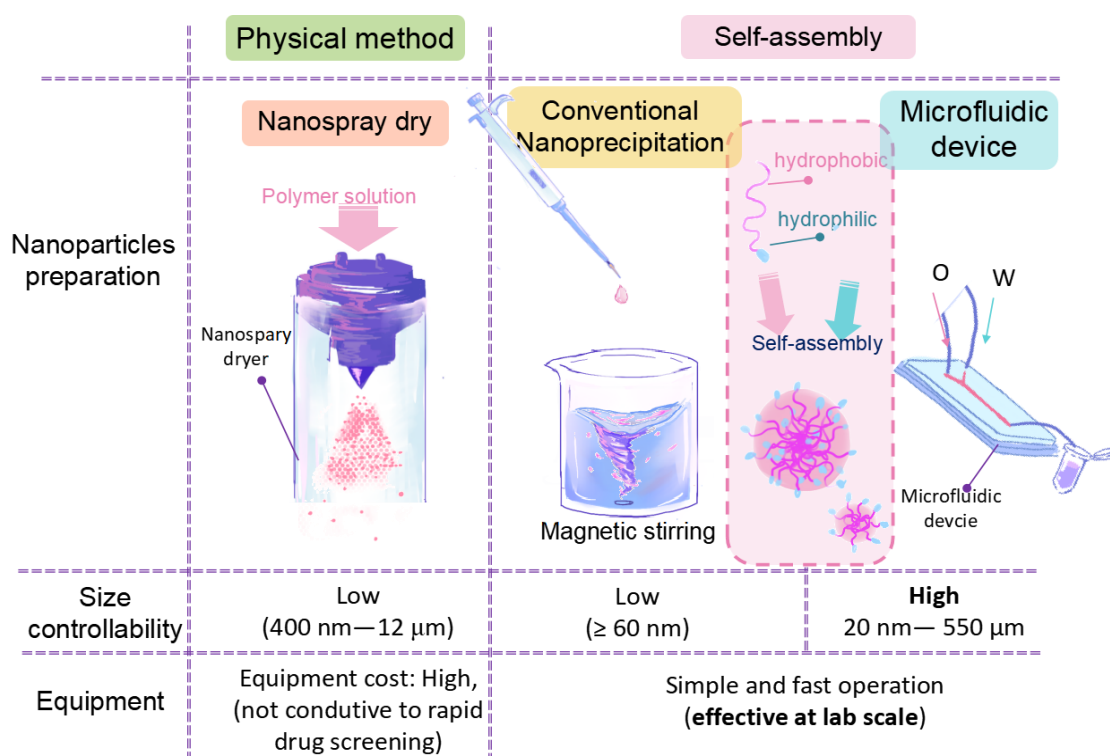 Physical method
Self-assembly
Nanospray dry
Conventional
Nanoprecipitation
Microfluidic
device
Nanoparticles
preparation
Polymer solution
Nanospary
dryer
Magnetic stirring
hydrophobic
hydrophilic
Self-assembly
O
W
Microfluidic
devcie
Size
controllability
Low
(400 nm—12 μm)
Low
(≥ 60 nm)
High
20 nm— 550 μm
Equipment
Equipment cost: High,
(not condutive to rapid
drug screening)
Simple and fast operation
(effective at lab scale)